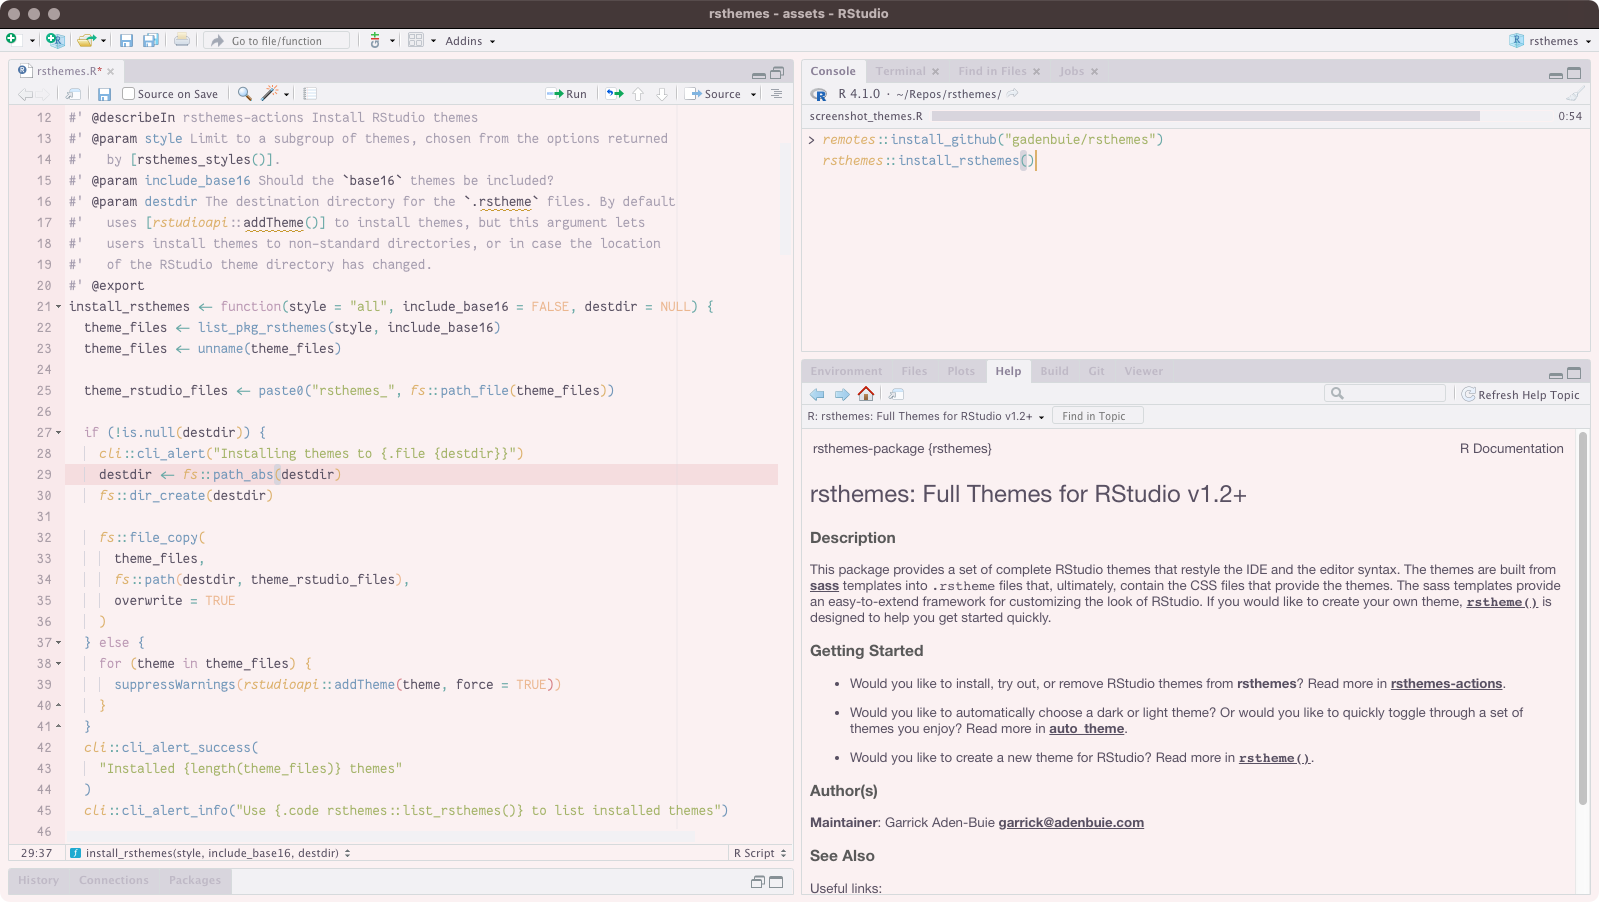 rsthemes - assets - RStudio
Go to file/function
Addins
rsthemes
rsthemes.R*
Source on Save
Run
Source
12 #' @describeIn rsthemes-actions Install RStudio themes
13 #' @param style Limit to a subgroup of themes, chosen from the options returned
14 #'   by [rsthemes_styles()].
15 #' @param include_base16 Should the `base16` themes be included?
16 #' @param destdir The destination directory for the `.rstheme` files. By default
17 #'   uses [rstudioapi::addTheme()] to install themes, but this argument lets
18 #'   users install themes to non-standard directories, or in case the location
19 #'   of the RStudio theme directory has changed.
20 #' @export
21 install_rsthemes <- function(style = "all", include_base16 = FALSE, destdir = NULL) {
22   theme_files <- list_pkg_rsthemes(style, include_base16)
23   theme_files <- unname(theme_files)
24
25   theme_rstudio_files <- paste0("rsthemes_", fs::path_file(theme_files))
26
27   if (!is.null(destdir)) {
28     cli::cli_alert("Installing themes to {.file {destdir}}")
29     destdir <- fs::path_abs(destdir)
30     fs::dir_create(destdir)
31
32     fs::file_copy(
33       theme_files,
34       fs::path(destdir, theme_rstudio_files),
35       overwrite = TRUE
36     )
37   } else {
38     for (theme in theme_files) {
39       suppressWarnings(rstudioapi::addTheme(theme, force = TRUE))
40     }
41   }
42   cli::cli_alert_success(
43     "Installed {length(theme_files)} themes"
44   )
45   cli::cli_alert_info("Use {.code rsthemes::list_rsthemes()} to list installed themes")
46
29:37 install_rsthemes(style, include_base16, destdir) R Script
History Connections Packages
Console Terminal Find in Files Jobs
R 4.1.0 · ~/Repos/rsthemes/
screenshot_themes.R 0:54
> remotes::install_github("gadenbuie/rsthemes")
rsthemes::install_rsthemes()
Environment Files Plots Help Build Git Viewer
Refresh Help Topic
R: rsthemes: Full Themes for RStudio v1.2+ Find in Topic
rsthemes-package {rsthemes} R Documentation
rsthemes: Full Themes for RStudio v1.2+
Description
This package provides a set of complete RStudio themes that restyle the IDE and the editor syntax. The themes are built from
sass templates into .rstheme files that, ultimately, contain the CSS files that provide the themes. The sass templates provide
an easy-to-extend framework for customizing the look of RStudio. If you would like to create your own theme, rstheme() is
designed to help you get started quickly.
Getting Started
• Would you like to install, try out, or remove RStudio themes from rsthemes? Read more in rsthemes-actions.
• Would you like to automatically choose a dark or light theme? Or would you like to quickly toggle through a set of
themes you enjoy? Read more in auto_theme.
• Would you like to create a new theme for RStudio? Read more in rstheme().
Author(s)
Maintainer: Garrick Aden-Buie garrick@adenbuie.com
See Also
Useful links: